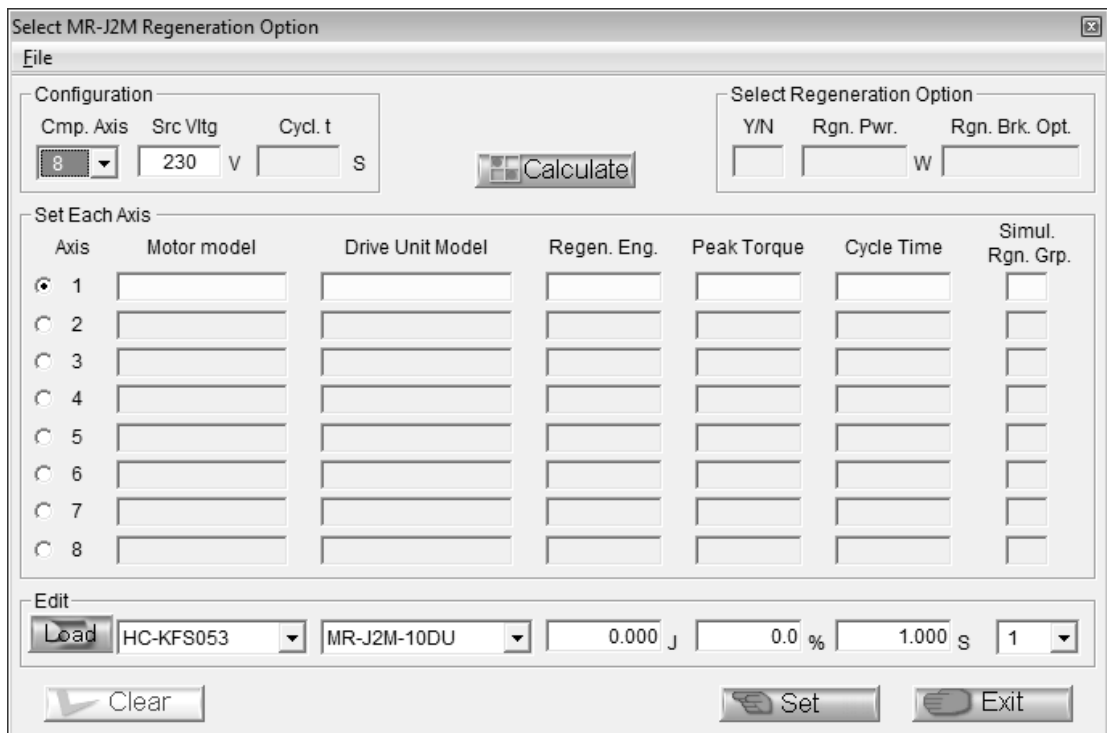 Select MR-J2M Regeneration Option
File
Configuration
Cmp. Axis Src Vltg Cycl. t
8 230 V S
Calculate
Select Regeneration Option
Y/N Rgn. Pwr. Rgn. Brk. Opt.
W
Set Each Axis
Axis Motor model Drive Unit Model Regen. Eng. Peak Torque Cycle Time Simul. Rgn. Grp.
1
2
3
4
5
6
7
8
Edit
Load HC-KFS053 MR-J2M-10DU 0.000 J 0.0 % 1.000 S 1
Clear Set Exit